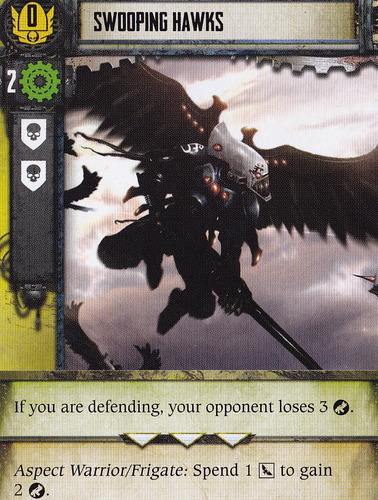 0
SWOOPING HAWKS
2
If you are defending, your opponent loses 3 .
Aspect Warrior/Frigate: Spend 1 to gain
2 .